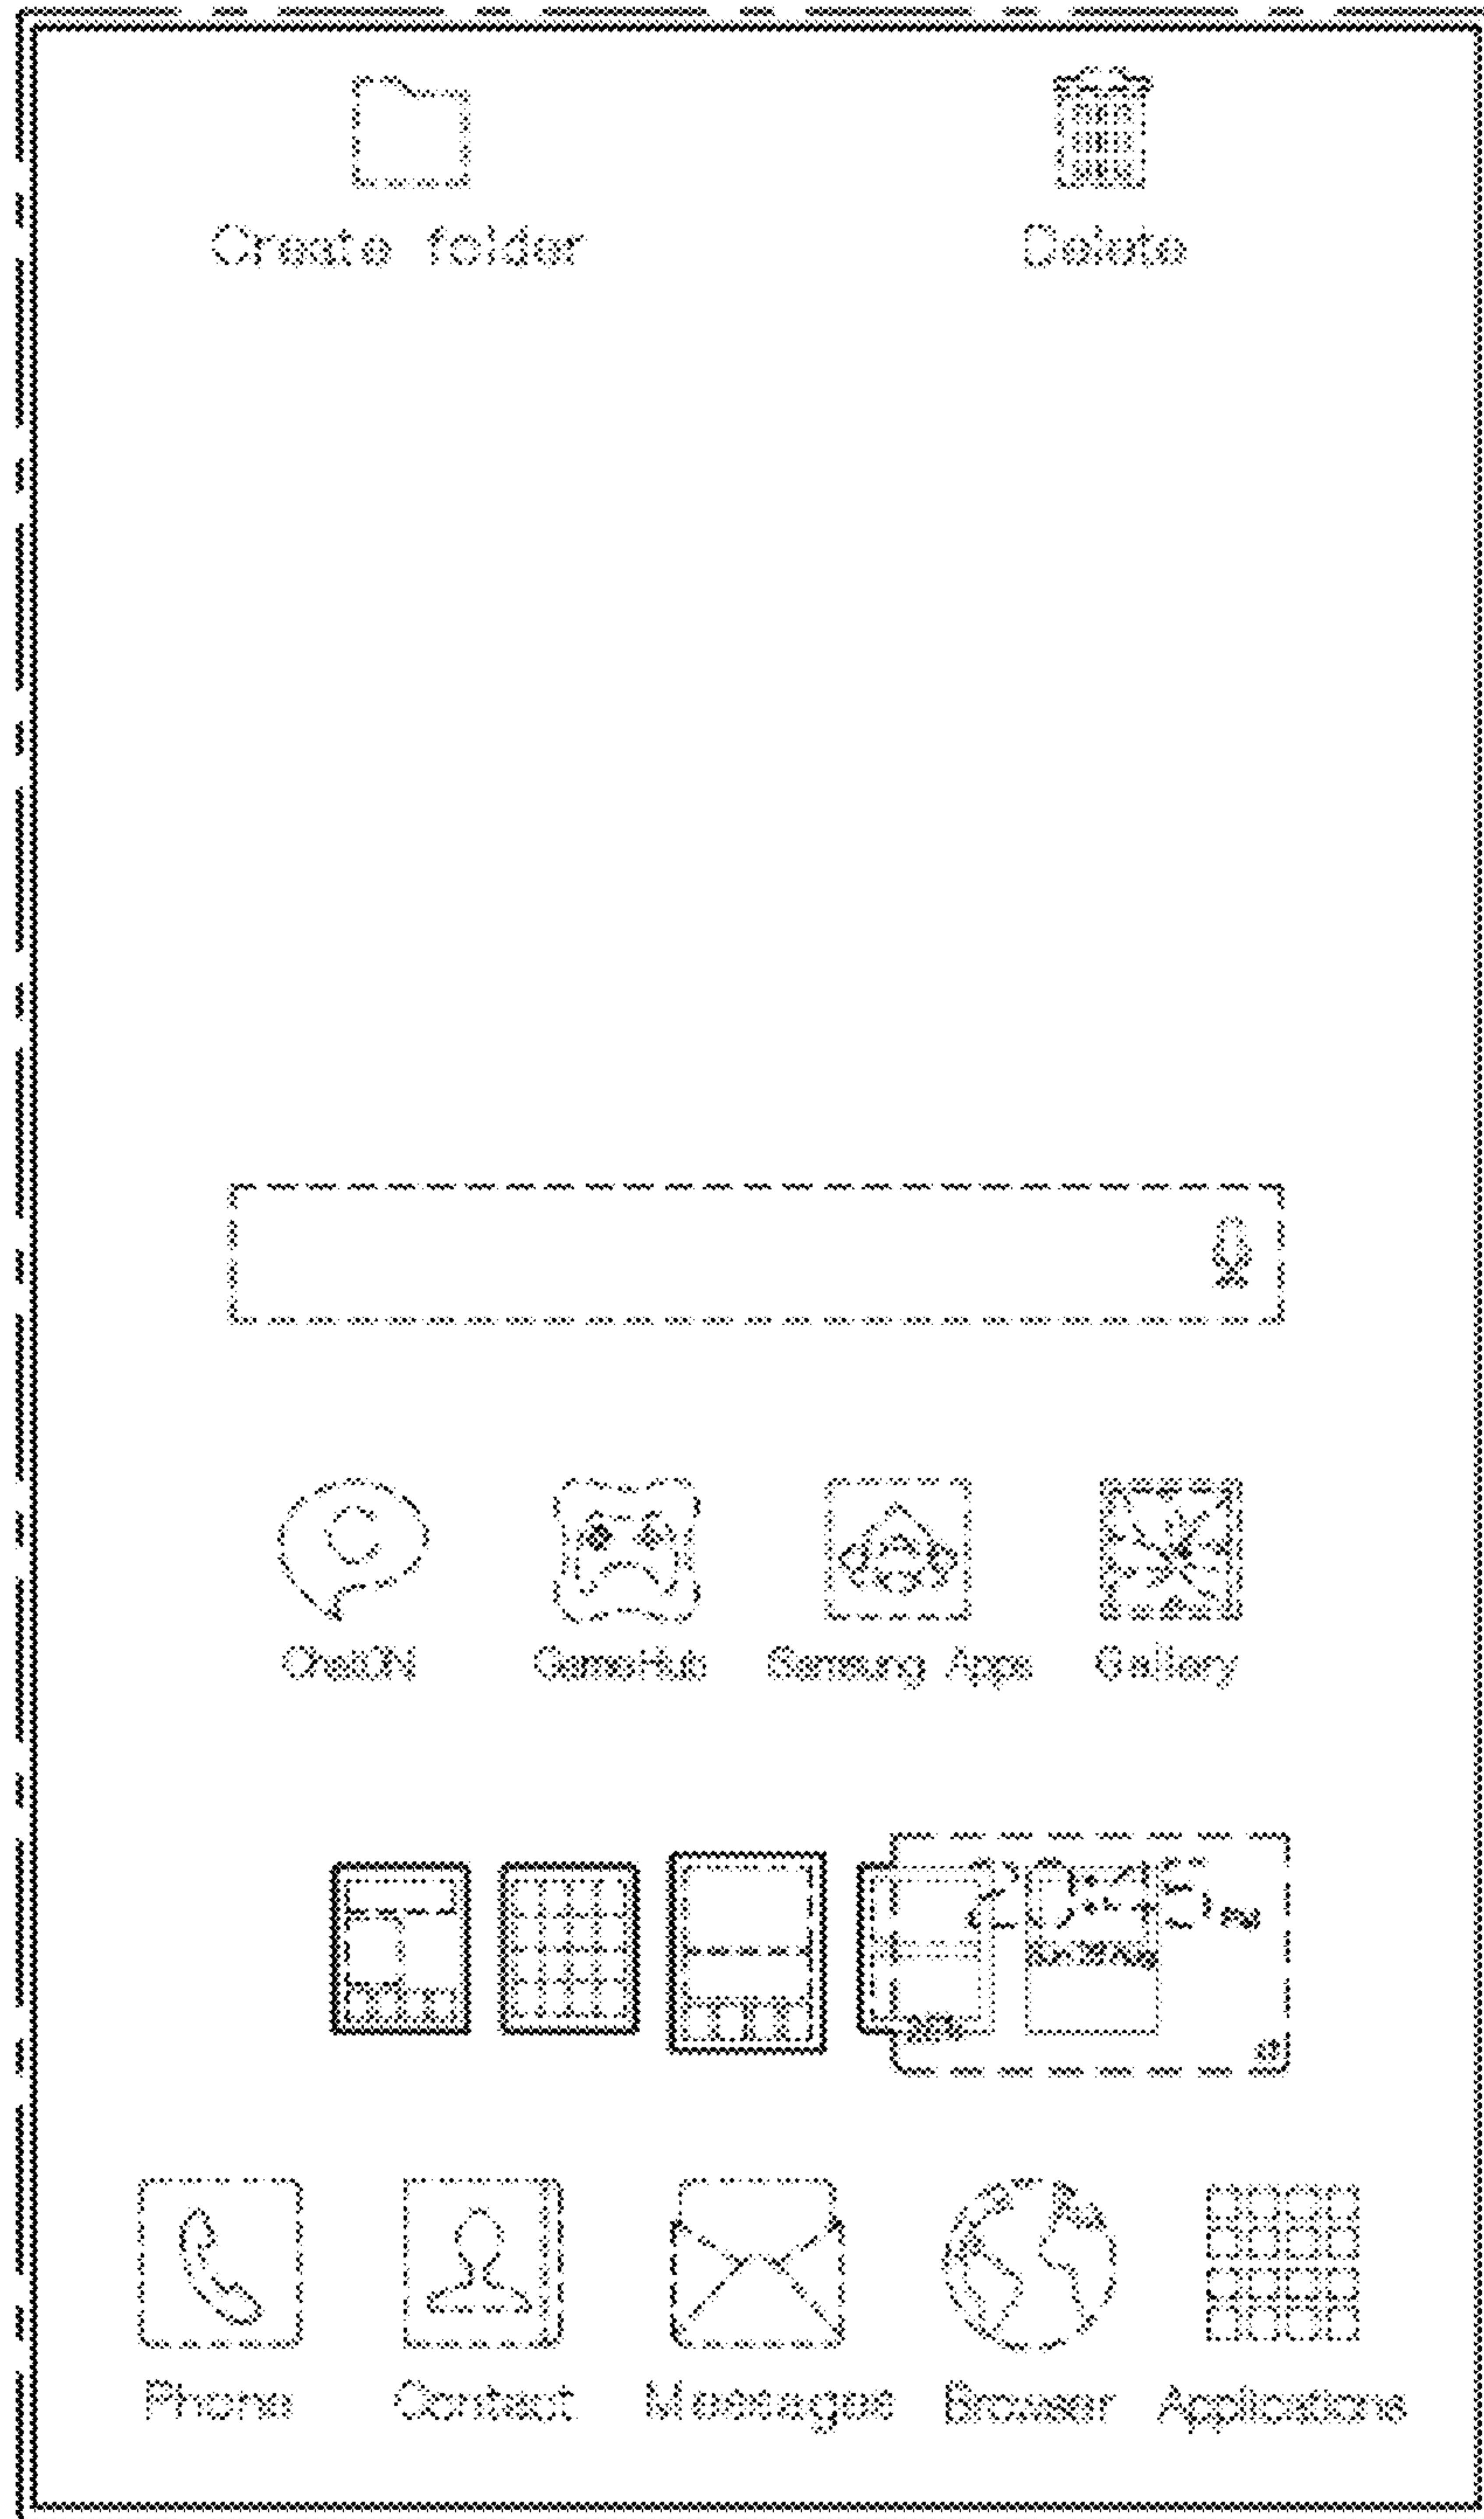 Create folder Delete
C
ChatON GameHub Samsung Apps Gallery
Phone Contact Messages Browser Applications